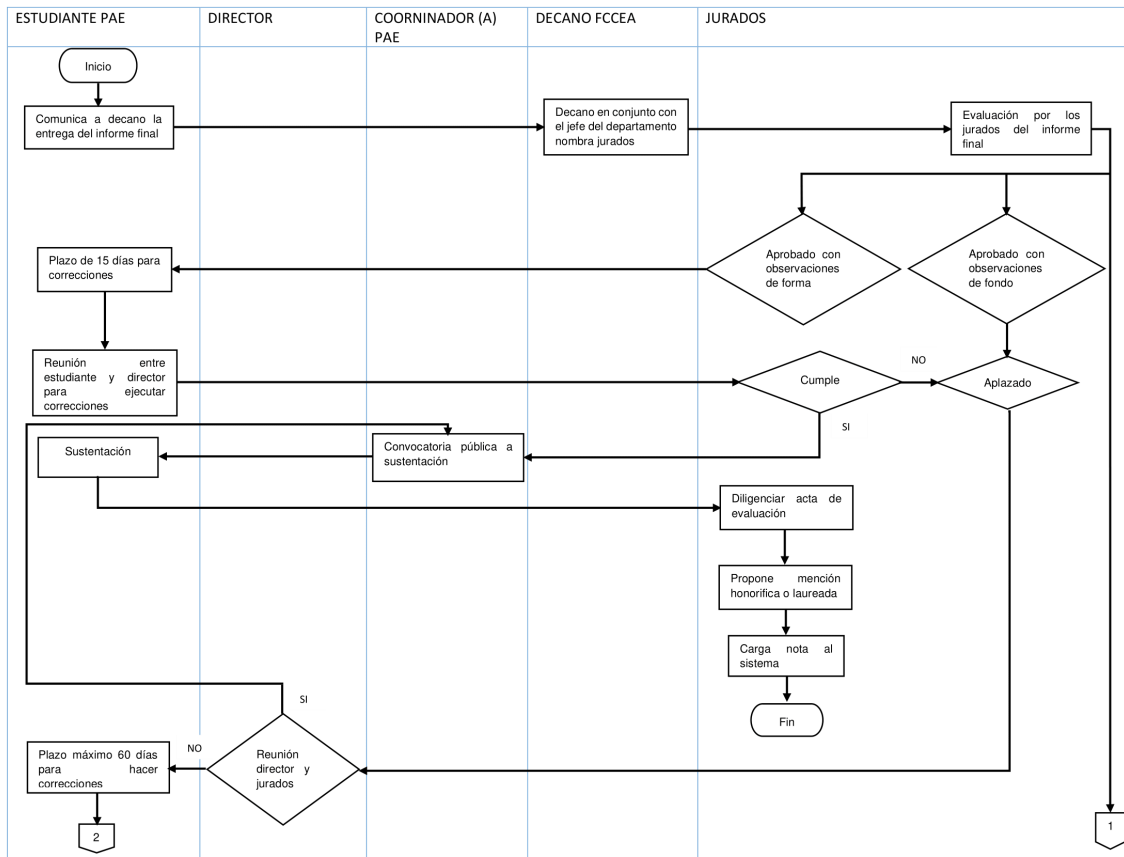 ESTUDIANTE PAE
DIRECTOR
COORNINADOR (A)
PAE
DECANO FCCEA
JURADOS
Inicio
Comunica a decano la
entrega del informe final
Decano en conjunto con
el jefe del departamento
nombra jurados
Evaluación por los
jurados del informe
final
Plazo de 15 días para
correcciones
Aprobado con
observaciones
de forma
Aprobado con
observaciones
de fondo
Reunión entre
estudiante y director
para ejecutar
correcciones
Cumple
NO
Aplazado
SI
Sustentación
Convocatoria pública a
sustentación
Diligenciar acta de
evaluación
Propone mención
honorifica o laureada
Carga nota al
sistema
Fin
SI
Plazo máximo 60 días
para hacer
correcciones
NO
Reunión
director y
jurados
2
1